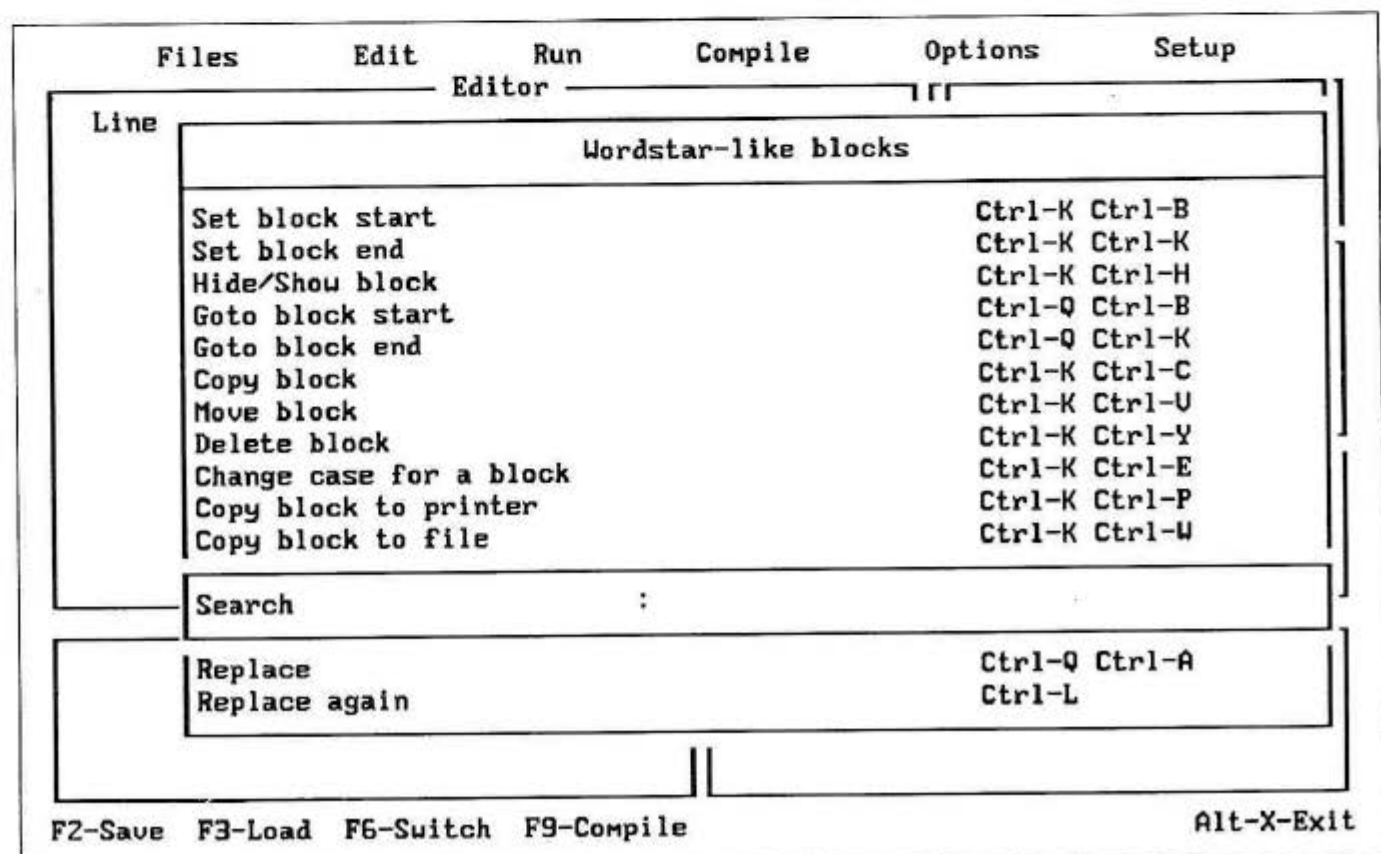 Files Edit Run Compile Options Setup
Editor
Line
Wordstar-like blocks
Set block start Ctrl-K Ctrl-B
Set block end Ctrl-K Ctrl-K
Hide/Show block Ctrl-K Ctrl-H
Goto block start Ctrl-Q Ctrl-B
Goto block end Ctrl-Q Ctrl-K
Copy block Ctrl-K Ctrl-C
Move block Ctrl-K Ctrl-V
Delete block Ctrl-K Ctrl-Y
Change case for a block Ctrl-K Ctrl-E
Copy block to printer Ctrl-K Ctrl-P
Copy block to file Ctrl-K Ctrl-W
Search :
Replace Ctrl-Q Ctrl-A
Replace again Ctrl-L
F2-Save F3-Load F6-Switch F9-Compile Alt-X-Exit